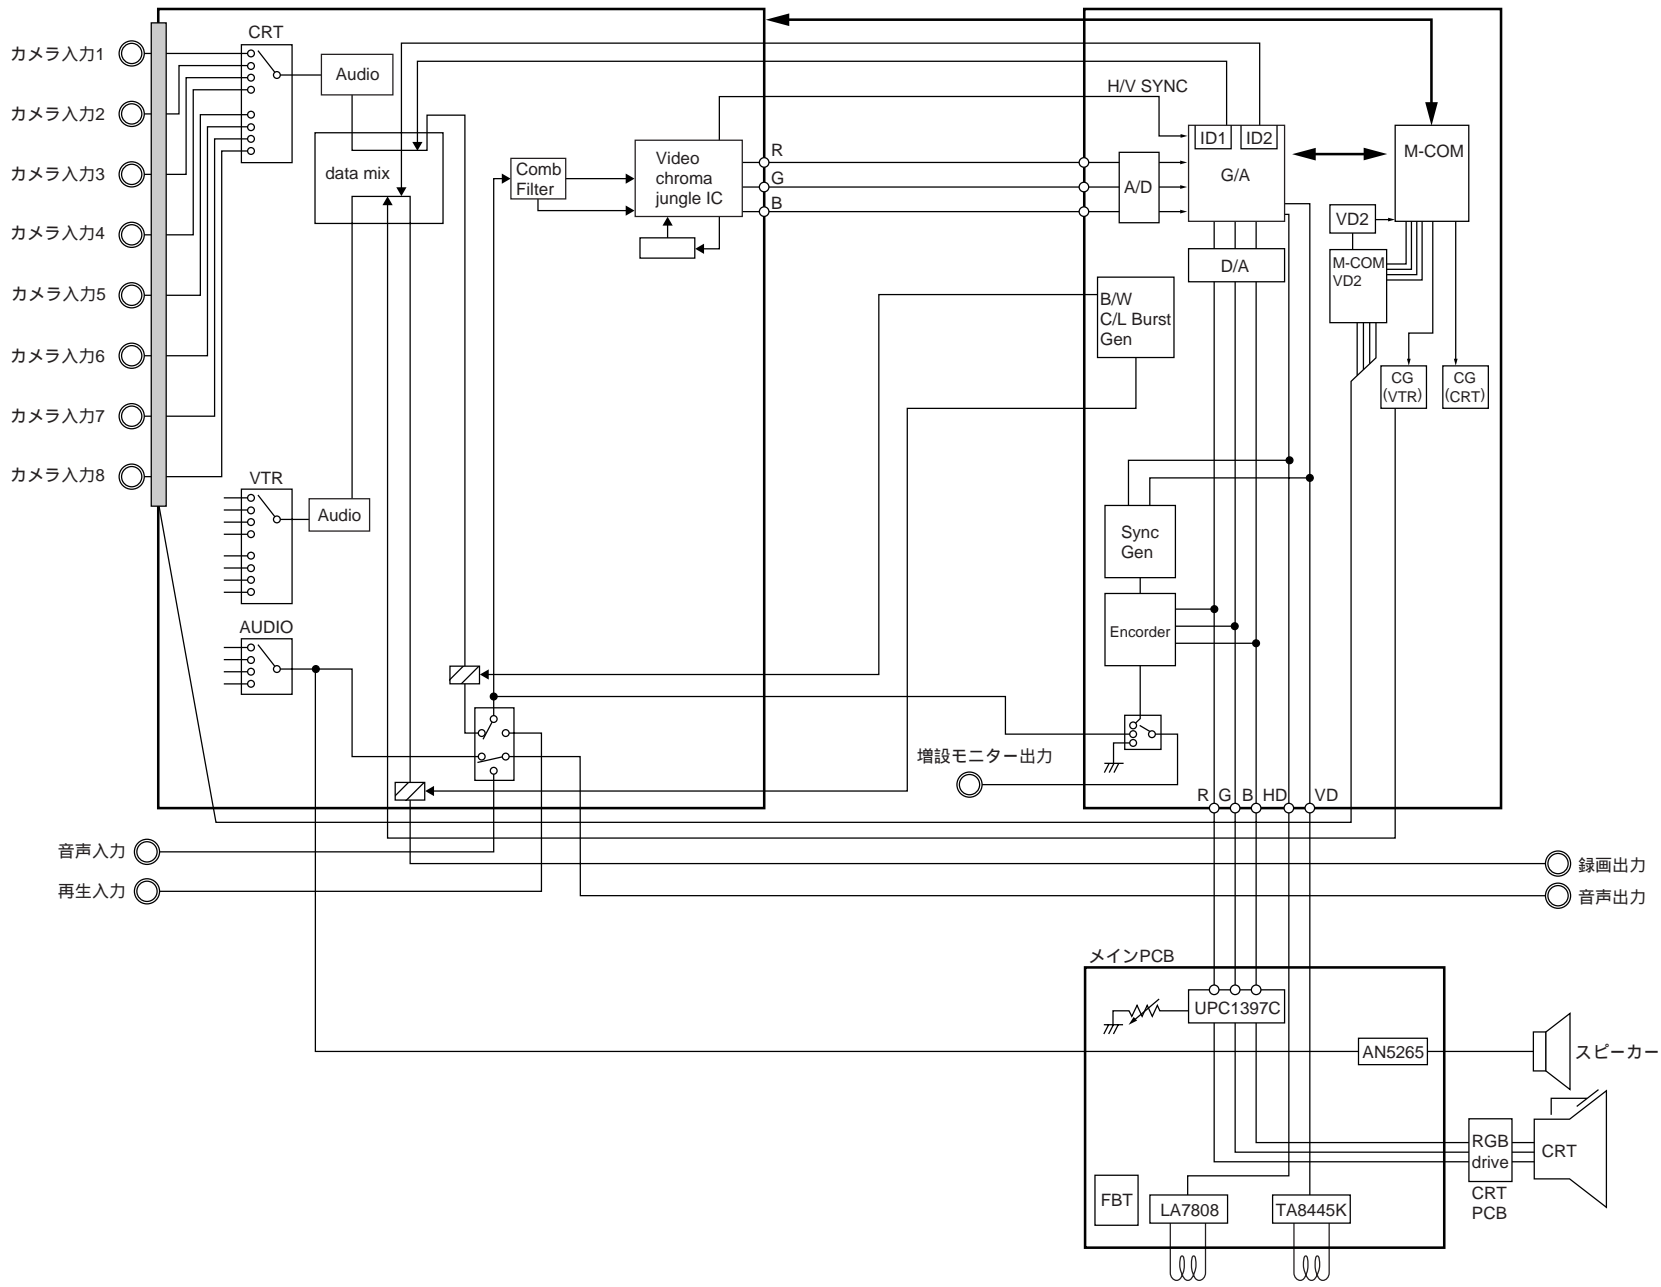 カメラ入力1
カメラ入力2
カメラ入力3
カメラ入力4
カメラ入力5
カメラ入力6
カメラ入力7
カメラ入力8
CRT
Audio
data mix
VTR
Audio
AUDIO
Comb
Filter
Video
chroma
jungle IC
R
G
B
H/V SYNC
ID1
ID2
G/A
A/D
D/A
M-COM
VD2
M-COM
VD2
B/W
C/L Burst
Gen
CG
(VTR)
CG
(CRT)
Sync
Gen
Encorder
増設モニター出力
R
G
B
HD
VD
音声入力
再生入力
録画出力
音声出力
メインPCB
UPC1397C
AN5265
スピーカー
RGB
drive
CRT
CRT
PCB
FBT
LA7808
TA8445K